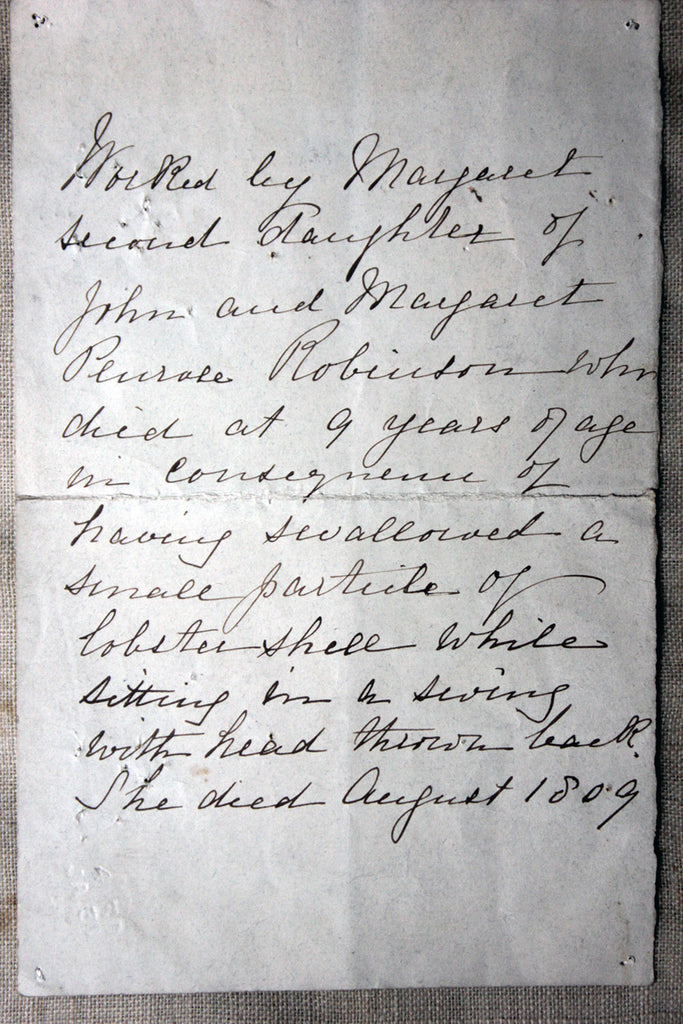 Worked by Margaret
second daughter of
John and Margaret
Penrose Robinson who
died at 9 years of age
in consequence of
having swallowed a
small particle of
lobster shell while
sitting in a swing
with head thrown back.
She died August 1809